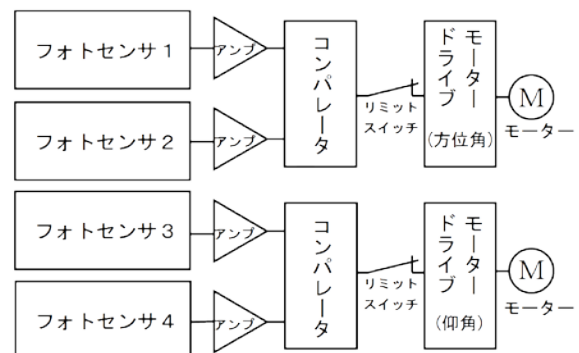 フォトセンサ1
アンプ
フォトセンサ2
アンプ
コンパレータ
リミット
スイッチ
モーター
ドライブ
(方位角)
M
モーター
フォトセンサ3
アンプ
フォトセンサ4
アンプ
コンパレータ
リミット
スイッチ
モーター
ドライブ
(仰角)
M
モーター